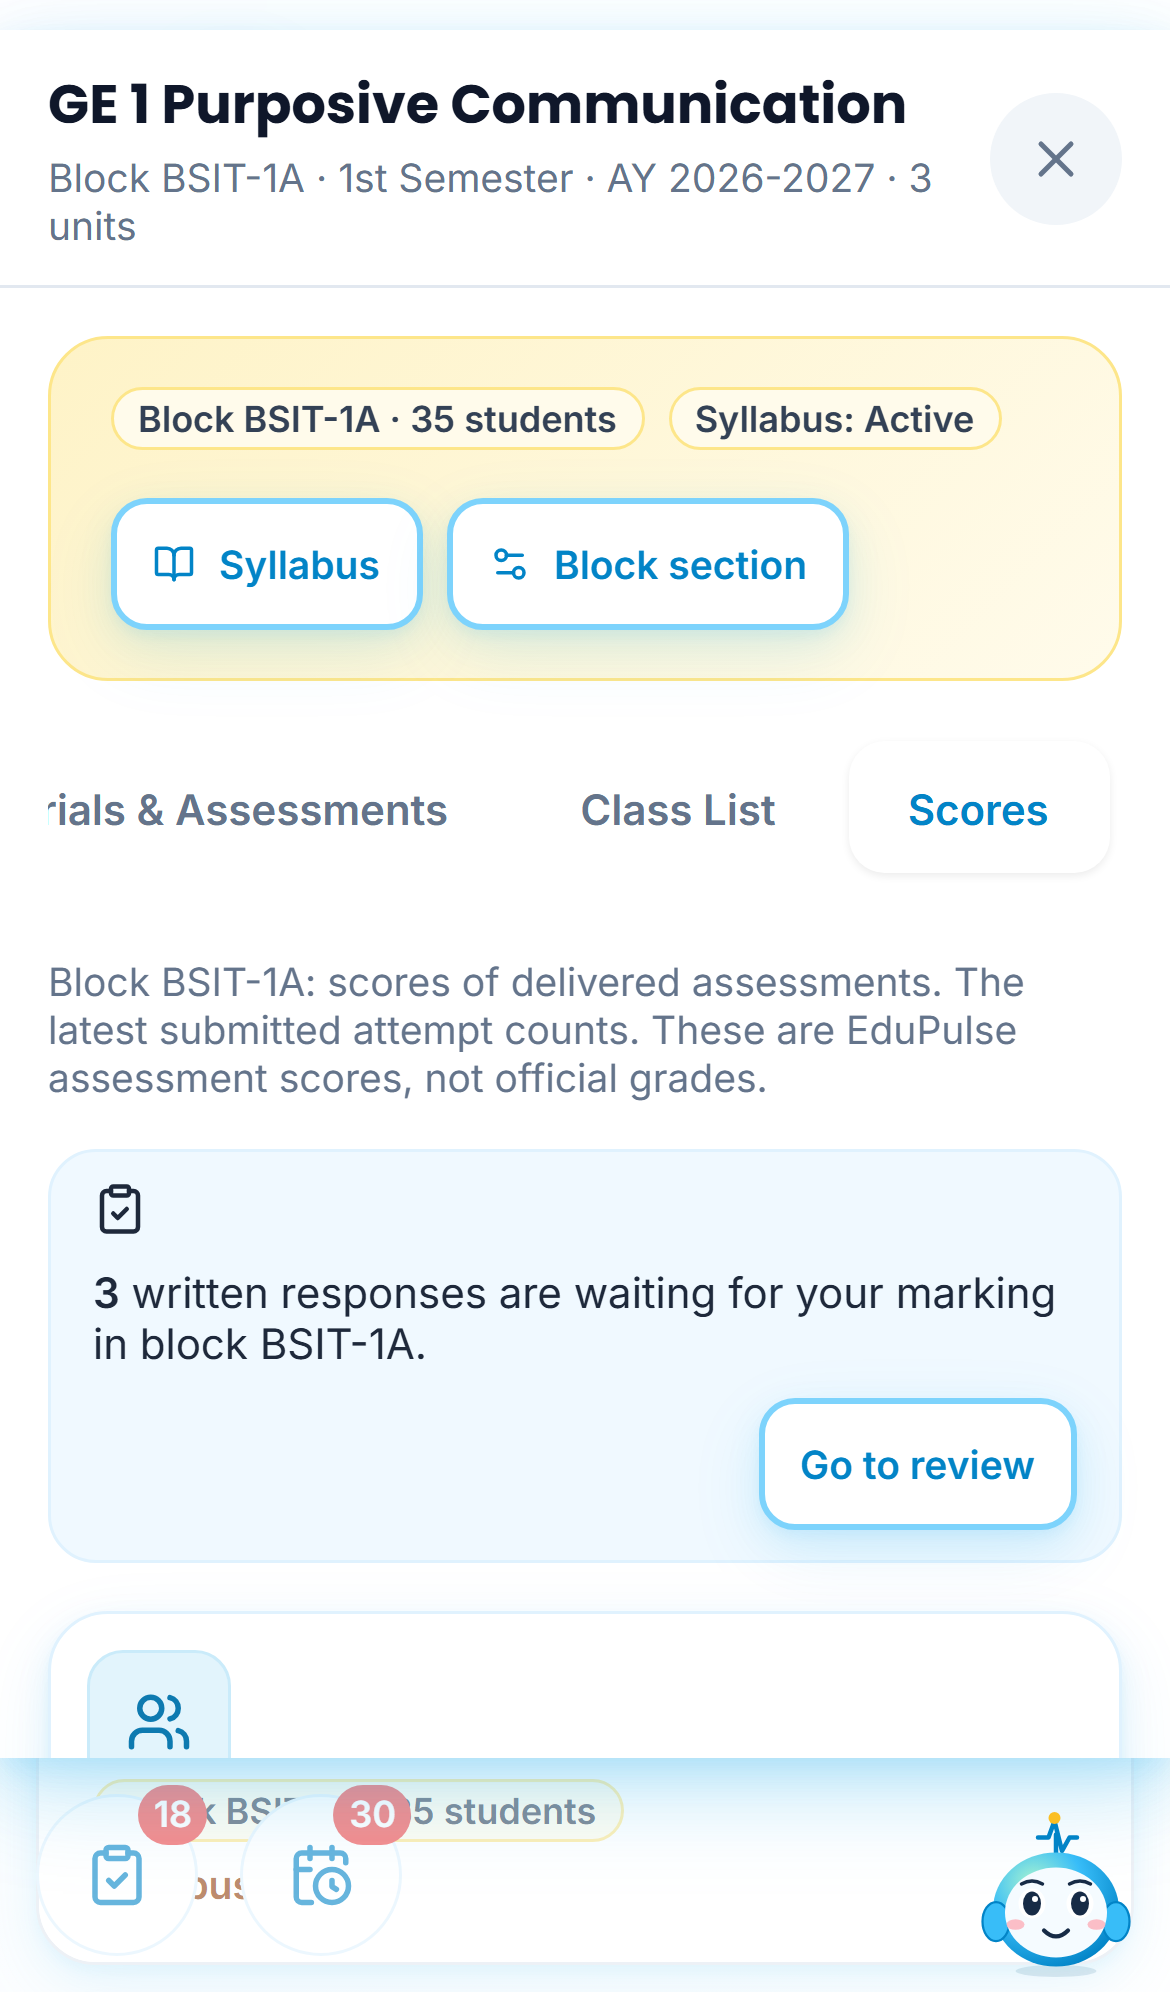 GE 1 Purposive Communication
Block BSIT-1A · 1st Semester · AY 2026-2027 · 3
units
Block BSIT-1A · 35 students
Syllabus: Active
Syllabus
Block section
rials & Assessments
Class List
Scores
Block BSIT-1A: scores of delivered assessments. The
latest submitted attempt counts. These are EduPulse
assessment scores, not official grades.
3 written responses are waiting for your marking
in block BSIT-1A.
Go to review
18
30
5 students